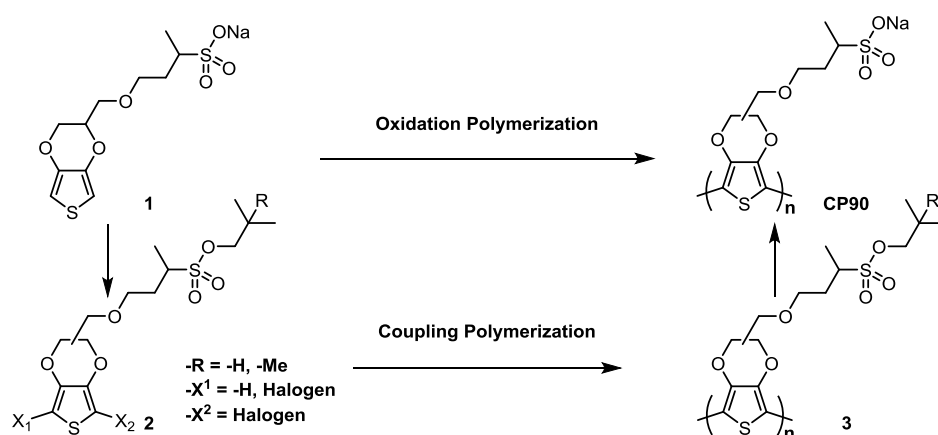 ONa
S
O
O
O
O
O
S
1
Oxidation Polymerization
ONa
S
O
O
O
O
O
S
n
CP90
R
O
S
O
O
O
O
O
X1
S
X2
2
-R = -H, -Me
-X1 = -H, Halogen
-X2 = Halogen
Coupling Polymerization
R
O
S
O
O
O
O
O
S
n
3